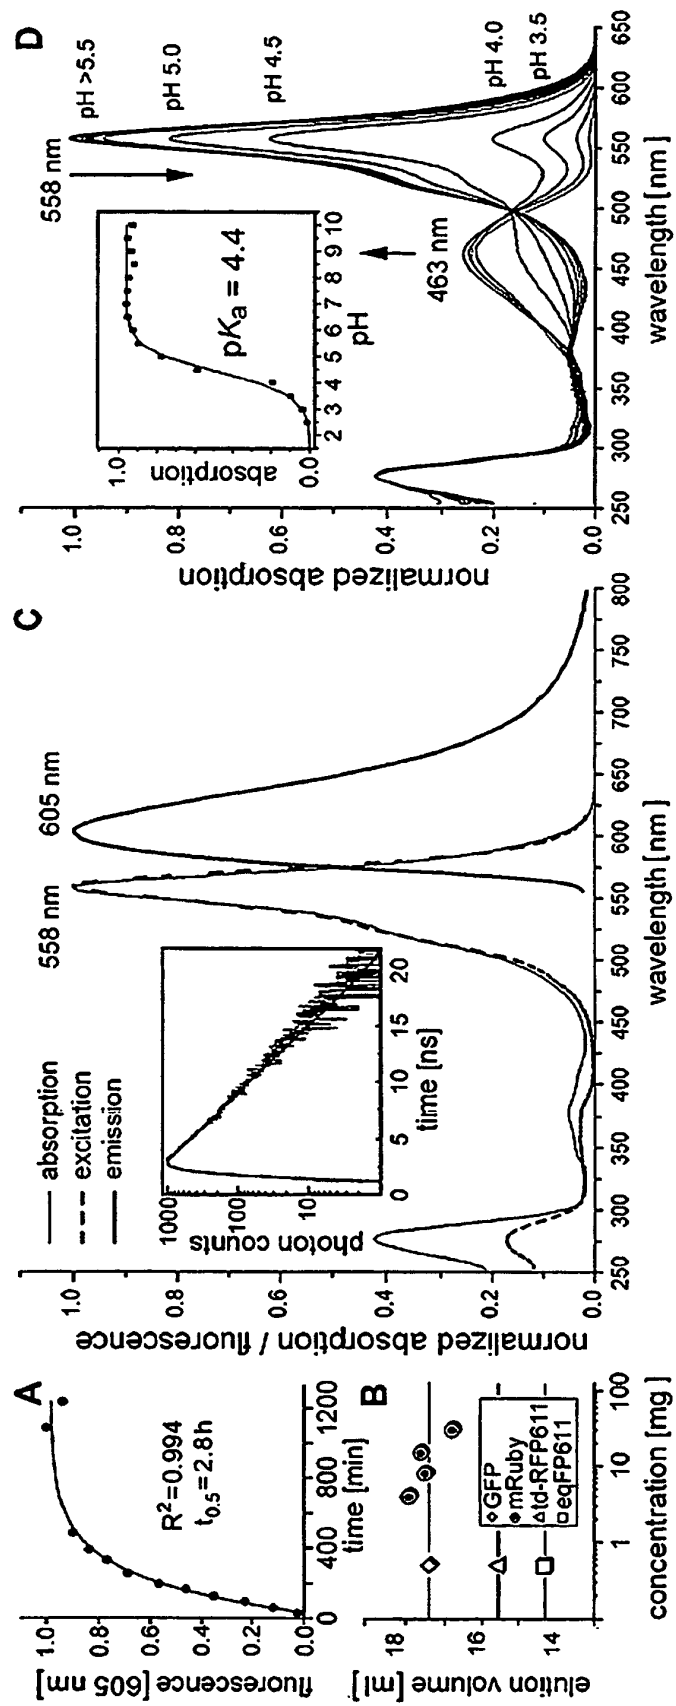 A
fluorescence [605 nm]
1.0
0.8
0.6
0.4
0.2
0.0
R²=0.994
t0.5=2.8h
0
400
800
1200
time [min]
B
elution volume [ml]
18
16
14
◇GFP
mRuby
△td-RFP611
□eqFP611
1
10
100
concentration [mg]
C
absorption
excitation
emission
558 nm
605 nm
normalized absorption / fluorescence
1.0
0.8
0.6
0.4
0.2
0.0
photon counts
1000
100
10
0
5
10
15
20
time [ns]
250
300
350
400
450
500
550
600
650
700
750
800
wavelength [nm]
D
558 nm
pH >5.5
pH 5.0
pH 4.5
pH 4.0
pH 3.5
463 nm
normalized absorption
1.0
0.8
0.6
0.4
0.2
0.0
absorption
1.0
0.0
pKa = 4.4
2 3 4 5 6 7 8 9 10
pH
250
300
350
400
450
500
550
600
650
wavelength [nm]